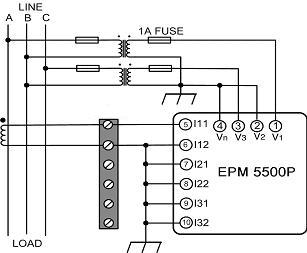 LINE
A B C
1A FUSE
4 3 2 1
Vn V3 V2 V1
5 I11
6 I12
7 I21
8 I22
9 I31
10 I32
EPM 5500P
LOAD